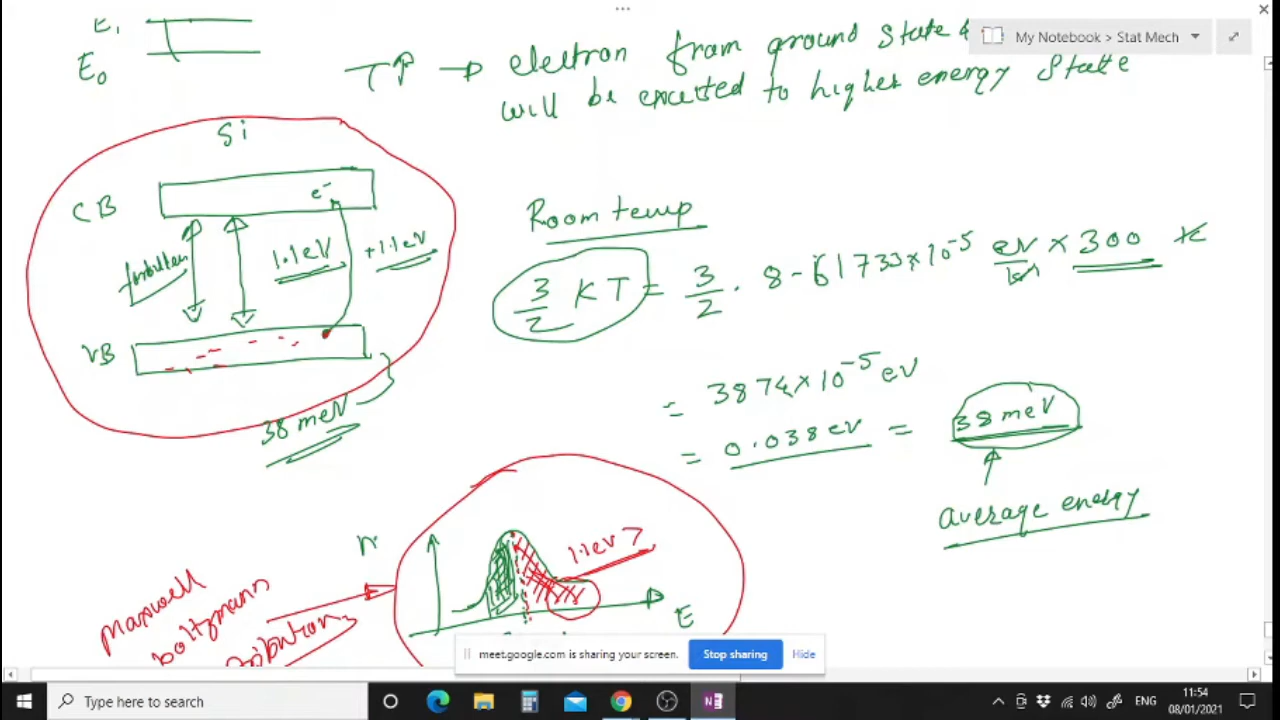 E₁
E₀
T↑ → electron from ground state
will be excited to higher energy state
My Notebook > Stat Mech
Si
CB
e⁻
forbidden
1.1eV
+1.1eV
VB
38 meV
Room temp
3/2 KT = 3/2 · 8-61733×10⁻⁵ eV/K × 300 K
= 3874×10⁻⁵ eV
= 0.038 eV = 38 meV
average energy
n
1.1eV ?
E
Maxwell
boltzmann
meet.google.com is sharing your screen.
Stop sharing
Hide
Type here to search
ENG
11:54
08/01/2021